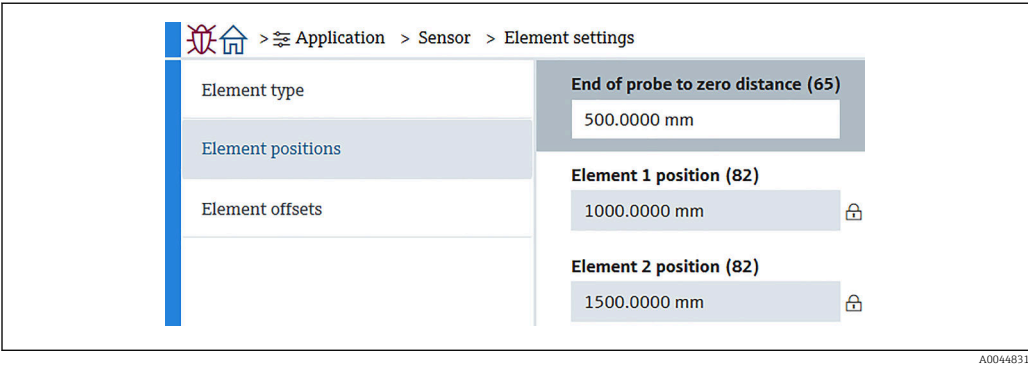 > Application > Sensor > Element settings
Element type
Element positions
Element offsets
End of probe to zero distance (65)
500.0000 mm
Element 1 position (82)
1000.0000 mm
Element 2 position (82)
1500.0000 mm
A0044831